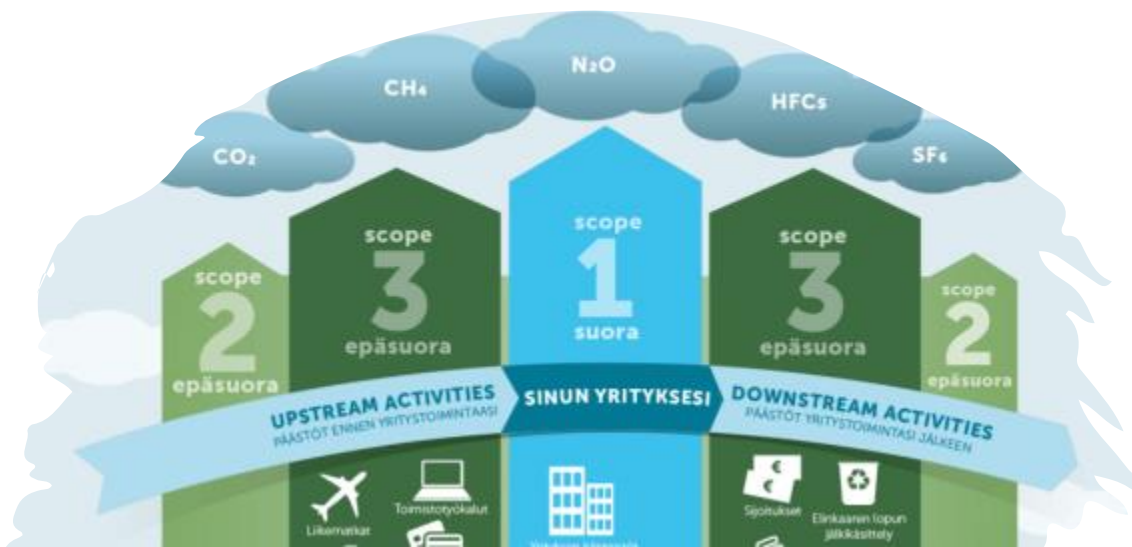 N₂O
CH₄
HFCs
CO₂
SF₆
scope
1
suora
scope
3
epäsuora
scope
3
epäsuora
scope
2
epäsuora
scope
2
epäsuora
UPSTREAM ACTIVITIES
PÄÄSTÖT ENNEN YRITYSTOIMINTAASI
SINUN YRITYKSESI
DOWNSTREAM ACTIVITIES
PÄÄSTÖT YRITYSTOIMINTASI JÄLKEEN
Liikematkat
Toimistotyökalut
Sijoitukset
Elinkaaren lopun
jälkikäsittely